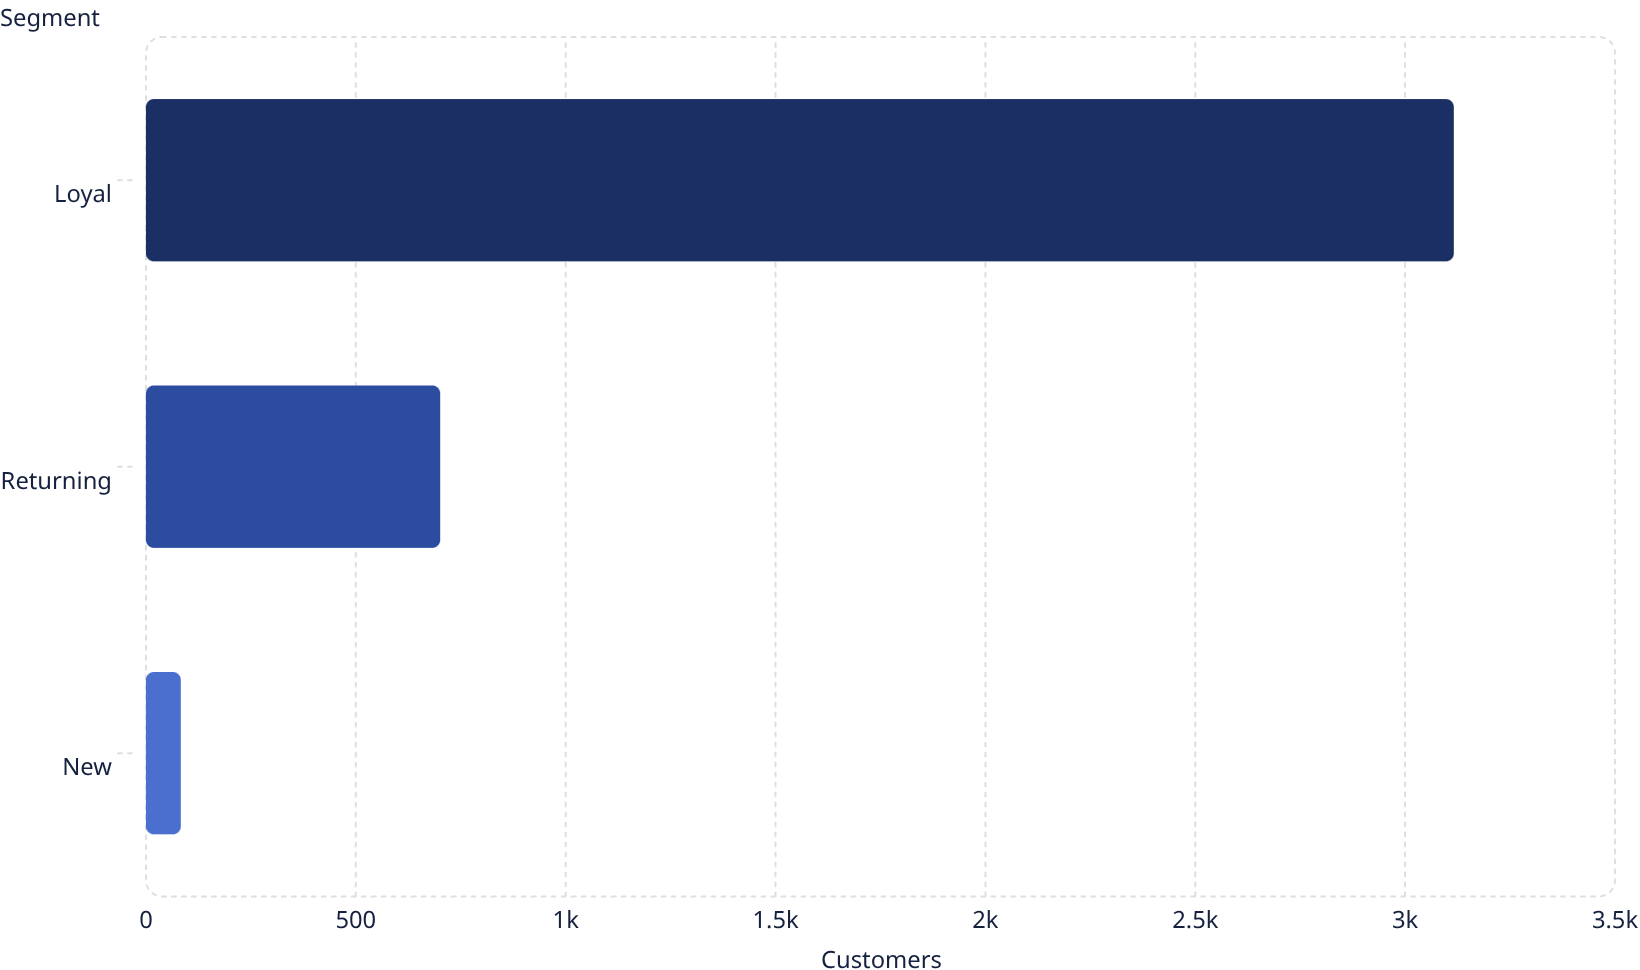 Segment
Loyal
Returning
New
0 500 1k 1.5k 2k 2.5k 3k 3.5k
Customers